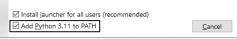 Install launcher for all users (recommended)
Add Python 3.11 to PATH
Cancel